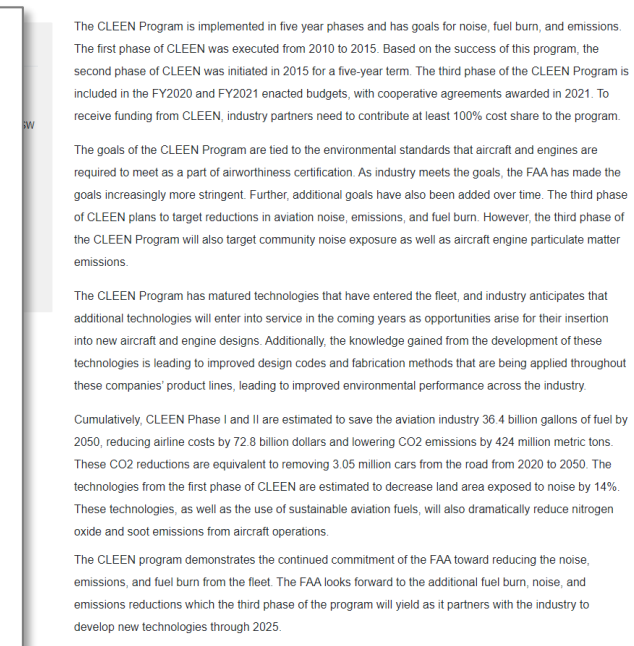 The CLEEN Program is implemented in five year phases and has goals for noise, fuel burn, and emissions.
The first phase of CLEEN was executed from 2010 to 2015. Based on the success of this program, the
second phase of CLEEN was initiated in 2015 for a five-year term. The third phase of the CLEEN Program is
included in the FY2020 and FY2021 enacted budgets, with cooperative agreements awarded in 2021. To
receive funding from CLEEN, industry partners need to contribute at least 100% cost share to the program.
The goals of the CLEEN Program are tied to the environmental standards that aircraft and engines are
required to meet as a part of airworthiness certification. As industry meets the goals, the FAA has made the
goals increasingly more stringent. Further, additional goals have also been added over time. The third phase
of CLEEN plans to target reductions in aviation noise, emissions, and fuel burn. However, the third phase of
the CLEEN Program will also target community noise exposure as well as aircraft engine particulate matter
emissions.
The CLEEN Program has matured technologies that have entered the fleet, and industry anticipates that
additional technologies will enter into service in the coming years as opportunities arise for their insertion
into new aircraft and engine designs. Additionally, the knowledge gained from the development of these
technologies is leading to improved design codes and fabrication methods that are being applied throughout
these companies' product lines, leading to improved environmental performance across the industry.
Cumulatively, CLEEN Phase I and II are estimated to save the aviation industry 36.4 billion gallons of fuel by
2050, reducing airline costs by 72.8 billion dollars and lowering CO2 emissions by 424 million metric tons.
These CO2 reductions are equivalent to removing 3.05 million cars from the road from 2020 to 2050. The
technologies from the first phase of CLEEN are estimated to decrease land area exposed to noise by 14%.
These technologies, as well as the use of sustainable aviation fuels, will also dramatically reduce nitrogen
oxide and soot emissions from aircraft operations.
The CLEEN program demonstrates the continued commitment of the FAA toward reducing the noise,
emissions, and fuel burn from the fleet. The FAA looks forward to the additional fuel burn, noise, and
emissions reductions which the third phase of the program will yield as it partners with the industry to
develop new technologies through 2025.